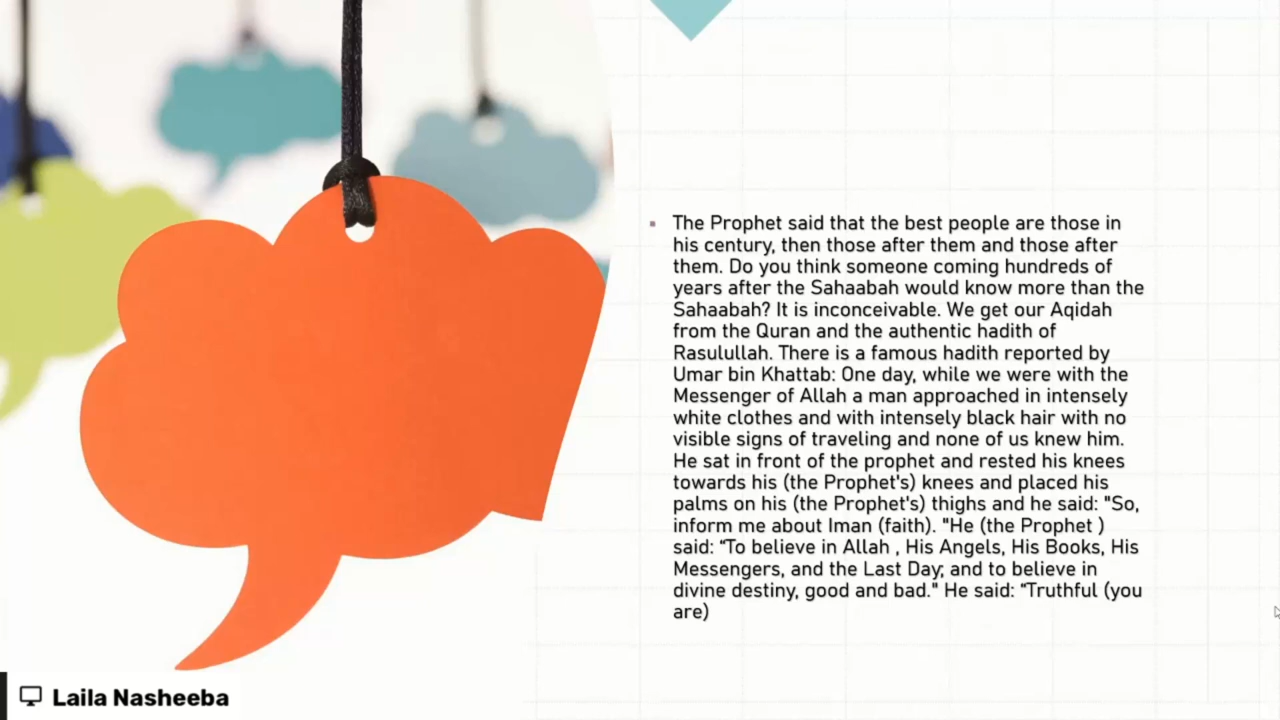 The Prophet said that the best people are those in
his century, then those after them and those after
them. Do you think someone coming hundreds of
years after the Sahaabah would know more than the
Sahaabah? It is inconceivable. We get our Aqidah
from the Quran and the authentic hadith of
Rasulullah. There is a famous hadith reported by
Umar bin Khattab: One day, while we were with the
Messenger of Allah a man approached in intensely
white clothes and with intensely black hair with no
visible signs of traveling and none of us knew him.
He sat in front of the prophet and rested his knees
towards his (the Prophet's) knees and placed his
palms on his (the Prophet's) thighs and he said: "So,
inform me about Iman (faith). "He (the Prophet )
said: “To believe in Allah , His Angels, His Books, His
Messengers, and the Last Day; and to believe in
divine destiny, good and bad." He said: “Truthful (you
are)
Laila Nasheeba